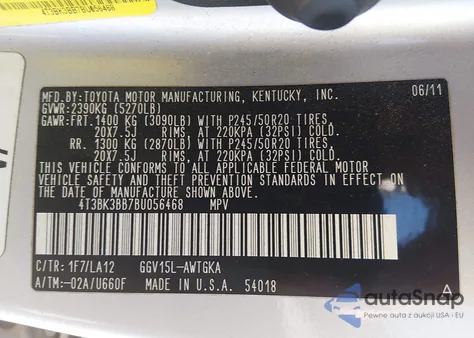 4T3BK3BB7BU056468
MFD.BY:TOYOTA MOTOR MANUFACTURING, KENTUCKY, INC.
GVWR:2390KG (5270LB) 06/11
GAWR:FRT. 1400 KG (3090LB) WITH P245/50R20 TIRES,
20X7.5J RIMS, AT 220KPA (32PSI) COLD.
RR. 1300 KG (2870LB) WITH P245/50R20 TIRES,
20X7.5J RIMS, AT 220KPA (32PSI) COLD.
THIS VEHICLE CONFORMS TO ALL APPLICABLE FEDERAL MOTOR
VEHICLE SAFETY AND THEFT PREVENTION STANDARDS IN EFFECT ON
THE DATE OF MANUFACTURE SHOWN ABOVE.
4T3BK3BB7BU056468 MPV
C/TR: 1F7/LA12 GGV15L-AWTGKA
A/TM:-02A/U660F MADE IN U.S.A. 54018
A
autoSnap
Pewne auta z aukcji USA i EU